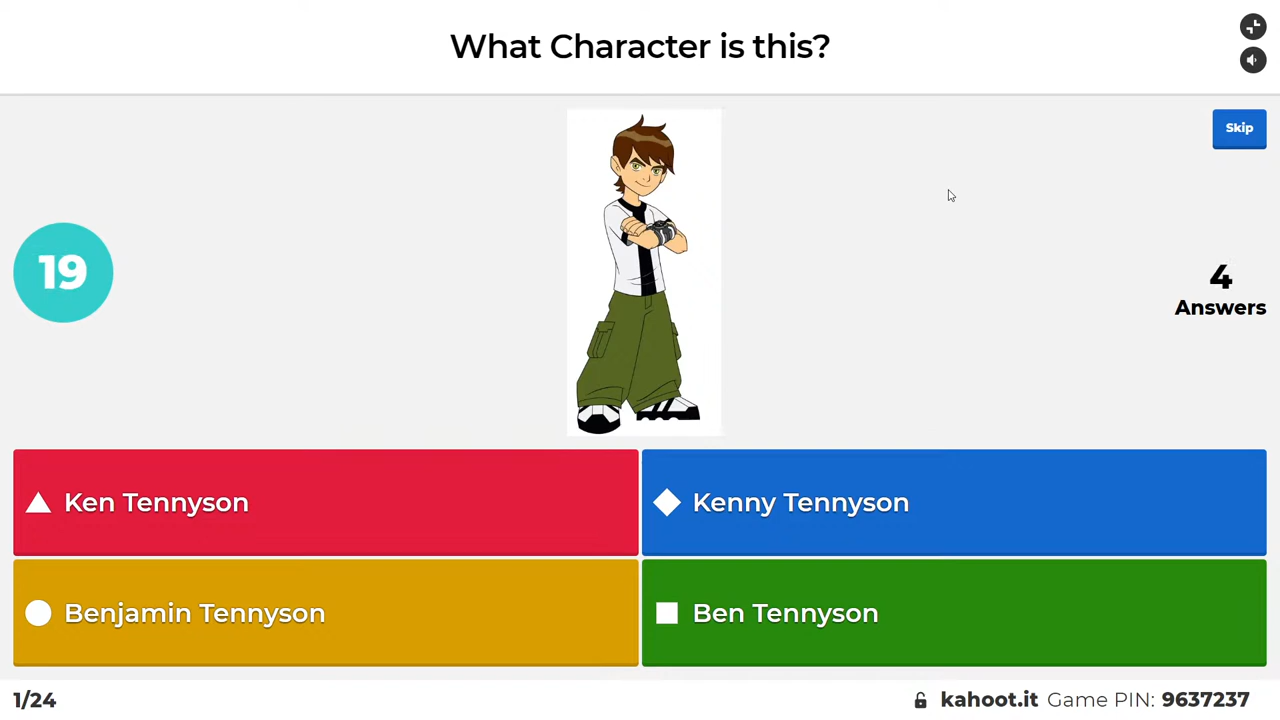 What Character is this?
Skip
19
4
Answers
Ken Tennyson
Kenny Tennyson
Benjamin Tennyson
Ben Tennyson
1/24
kahoot.it Game PIN: 9637237